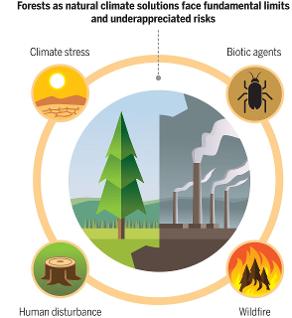 Forests as natural climate solutions face fundamental limits
and underappreciated risks
Climate stress
Biotic agents
Human disturbance
Wildfire